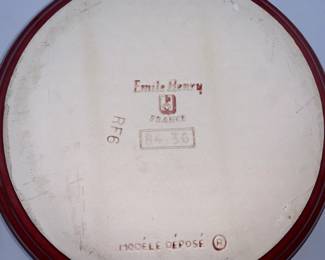 Emile Henry
FRANCE
84.36
RF6
MODÈLE DÉPOSÉ R